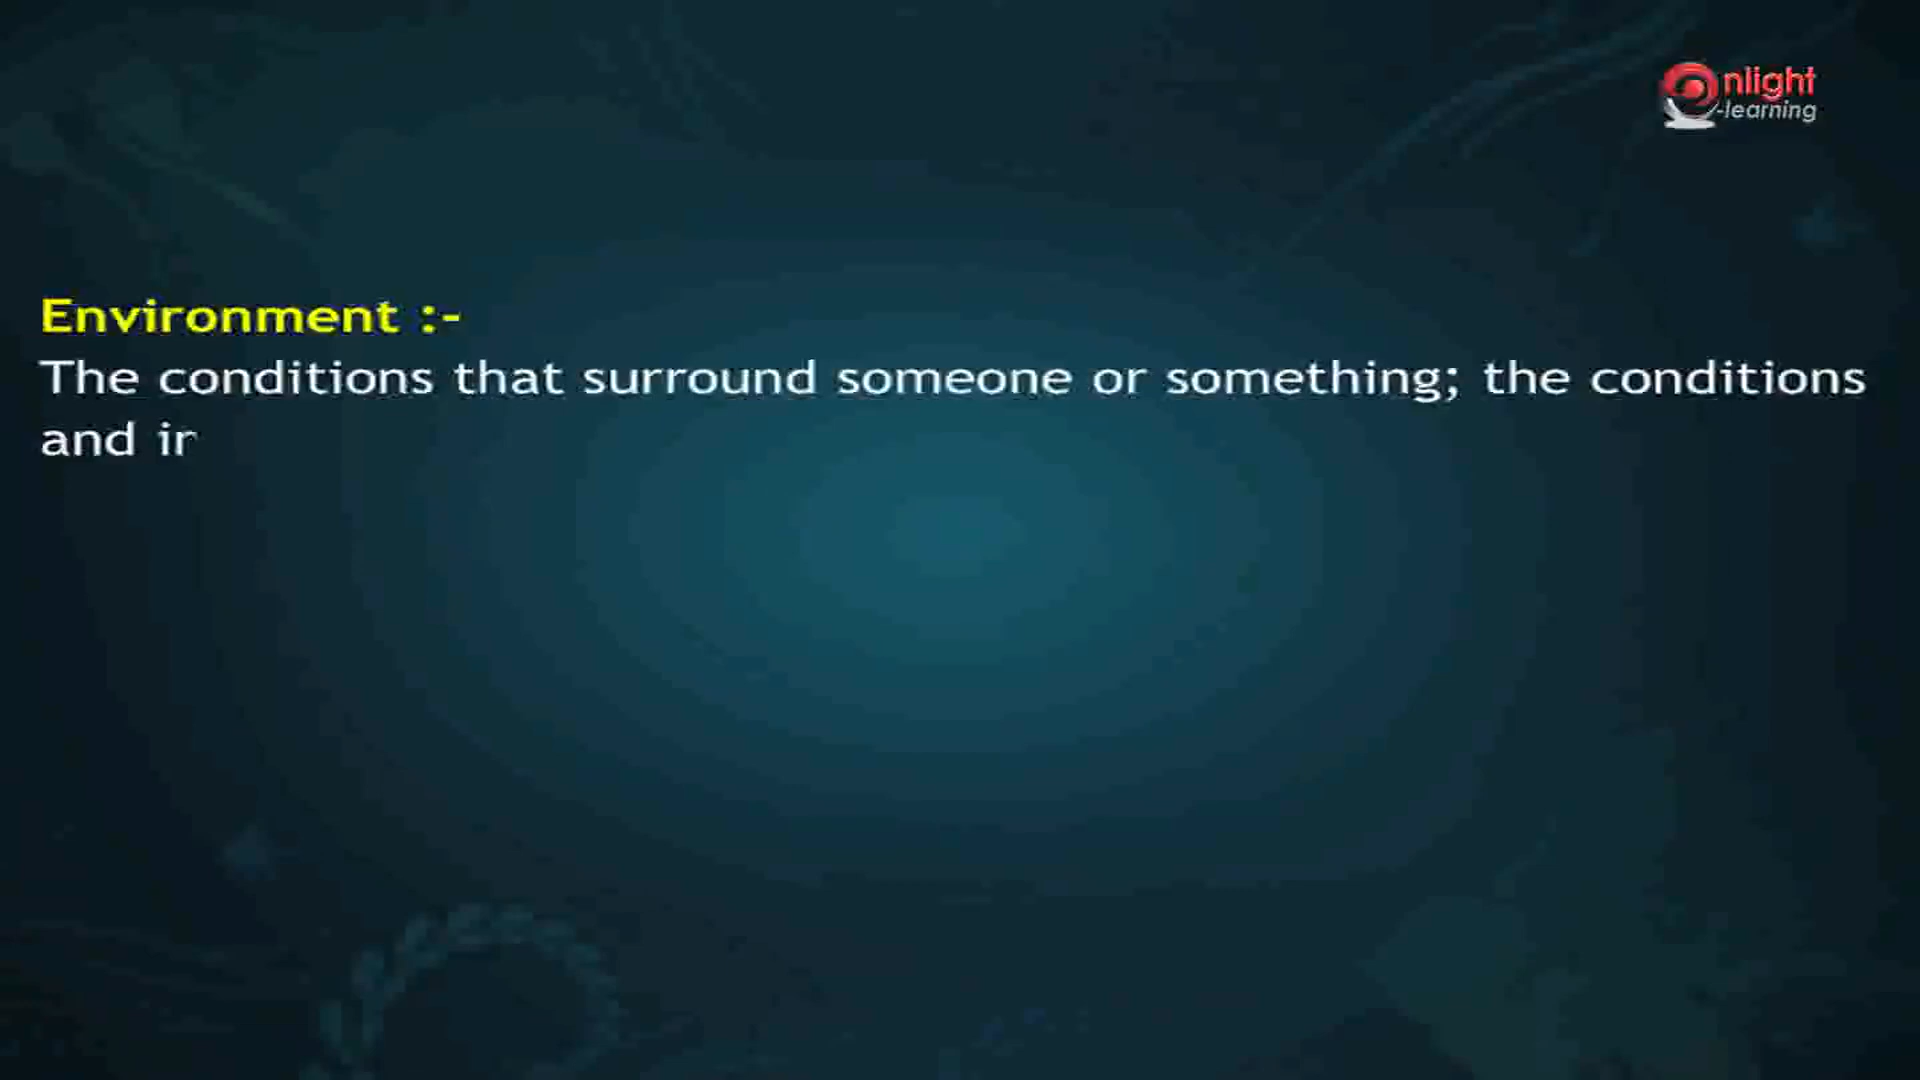 nlight
-learning
Environment :-
The conditions that surround someone or something; the conditions
and ir